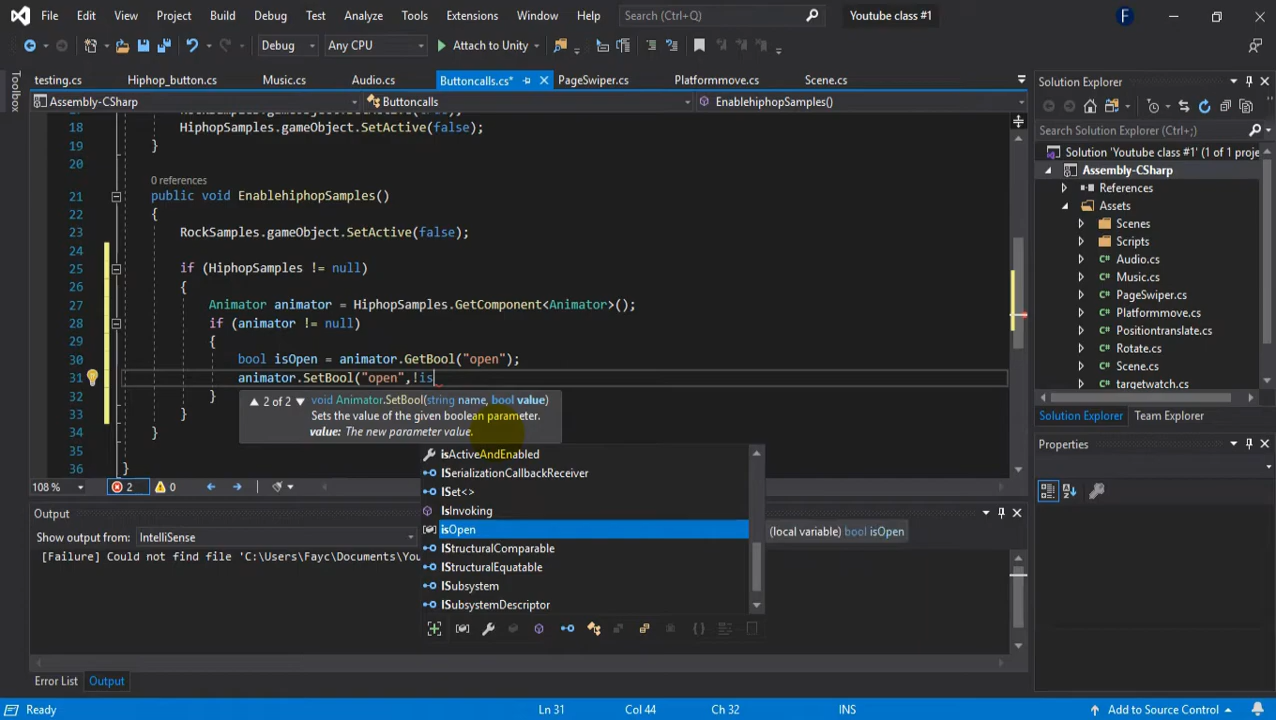 File Edit View Project Build Debug Test Analyze Tools Extensions Window Help Search (Ctrl+Q) Youtube class #1 F
Debug Any CPU Attach to Unity
Toolbox
testing.cs Hiphop_button.cs Music.cs Audio.cs Buttoncalls.cs* PageSwiper.cs Platformmove.cs Scene.cs
Assembly-CSharp Buttoncalls EnablehiphopSamples()
18 HiphopSamples.gameObject.SetActive(false);
19 }
20
0 references
21 public void EnablehiphopSamples()
22 {
23 RockSamples.gameObject.SetActive(false);
24
25 if (HiphopSamples != null)
26 {
27 Animator animator = HiphopSamples.GetComponent<Animator>();
28 if (animator != null)
29 {
30 bool isOpen = animator.GetBool("open");
31 animator.SetBool("open",!is
32 }
33 }
34 }
35
36 }
▲ 2 of 2 ▼ void Animator.SetBool(string name, bool value)
Sets the value of the given boolean parameter.
value: The new parameter value.
isActiveAndEnabled
ISerializationCallbackReceiver
ISet<>
IsInvoking
isOpen
(local variable) bool isOpen
IStructuralComparable
IStructuralEquatable
ISubsystem
ISubsystemDescriptor
108 % 2 0
Output
Show output from: IntelliSense
[Failure] Could not find file 'C:\Users\Fayc\Documents\You
Error List Output
Solution Explorer
Search Solution Explorer (Ctrl+;)
Solution 'Youtube class #1' (1 of 1 proje
Assembly-CSharp
References
Assets
Scenes
Scripts
C# Audio.cs
C# Music.cs
C# PageSwiper.cs
C# Platformmove.cs
C# Positiontranslate.cs
C# Rotate.cs
C# Scene.cs
C# targetwatch.cs
Solution Explorer Team Explorer
Properties
Ready Ln 31 Col 44 Ch 32 INS Add to Source Control